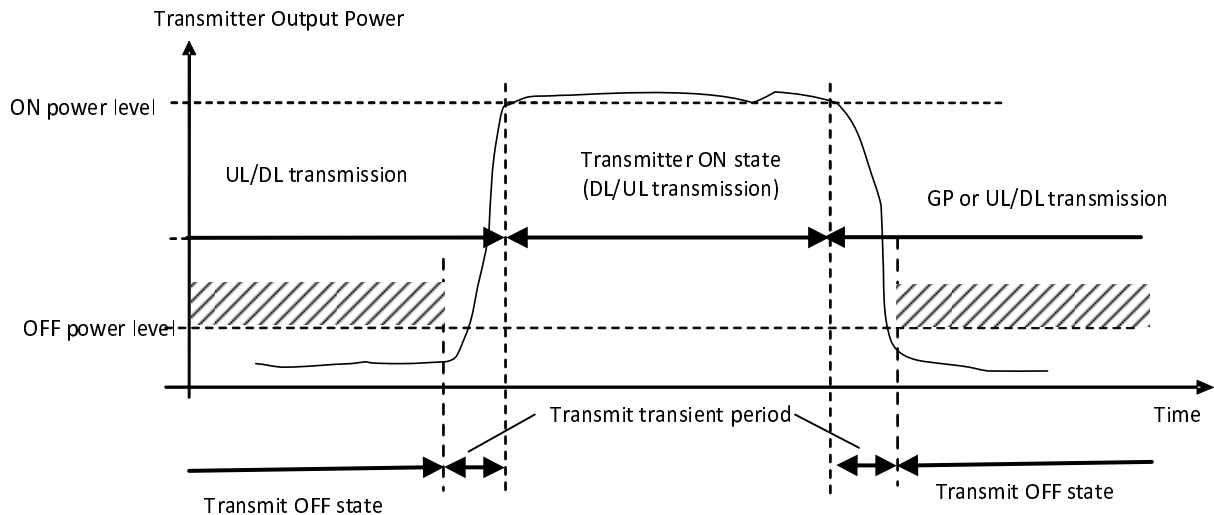 Transmitter Output Power
ON power level
UL/DL transmission
Transmitter ON state
(DL/UL transmission)
GP or UL/DL transmission
OFF power level
Transmit transient period
Time
Transmit OFF state
Transmit OFF state